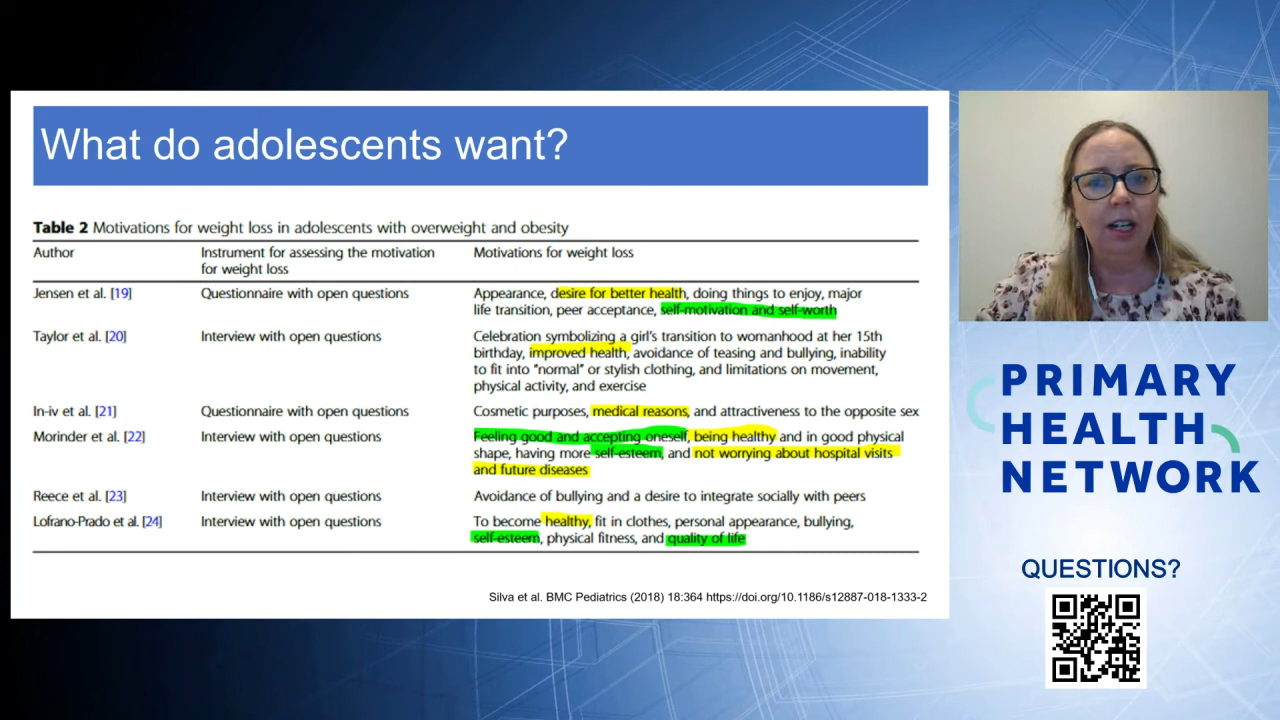 What do adolescents want?
Table 2 Motivations for weight loss in adolescents with overweight and obesity
Author Instrument for assessing the motivation for weight loss Motivations for weight loss
Jensen et al. [19] Questionnaire with open questions Appearance, desire for better health, doing things to enjoy, major
life transition, peer acceptance, self-motivation and self-worth
Taylor et al. [20] Interview with open questions Celebration symbolizing a girl's transition to womanhood at her 15th
birthday, improved health, avoidance of teasing and bullying, inability
to fit into "normal" or stylish clothing, and limitations on movement,
physical activity, and exercise
In-iv et al. [21] Questionnaire with open questions Cosmetic purposes, medical reasons, and attractiveness to the opposite sex
Morinder et al. [22] Interview with open questions Feeling good and accepting oneself, being healthy and in good physical
shape, having more self-esteem, and not worrying about hospital visits
and future diseases
Reece et al. [23] Interview with open questions Avoidance of bullying and a desire to integrate socially with peers
Lofrano-Prado et al. [24] Interview with open questions To become healthy, fit in clothes, personal appearance, bullying,
self-esteem, physical fitness, and quality of life
Silva et al. BMC Pediatrics (2018) 18:364 https://doi.org/10.1186/s12887-018-1333-2
PRIMARY
HEALTH
NETWORK
QUESTIONS?